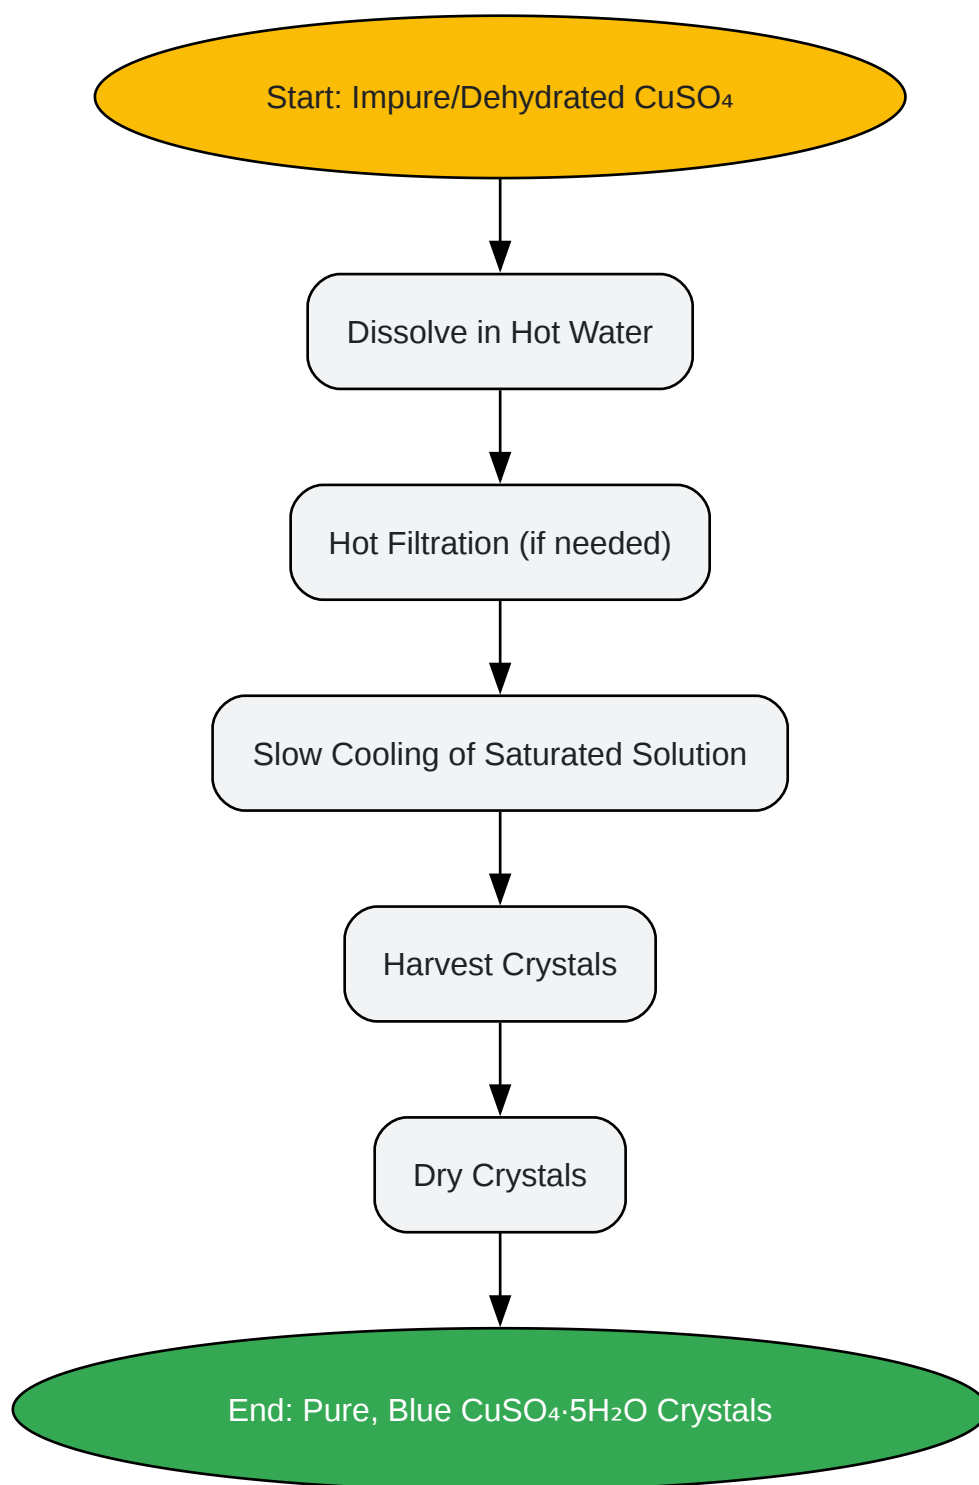 Start: Impure/Dehydrated CuSO₄
Dissolve in Hot Water
Hot Filtration (if needed)
Slow Cooling of Saturated Solution
Harvest Crystals
Dry Crystals
End: Pure, Blue CuSO₄·5H₂O Crystals